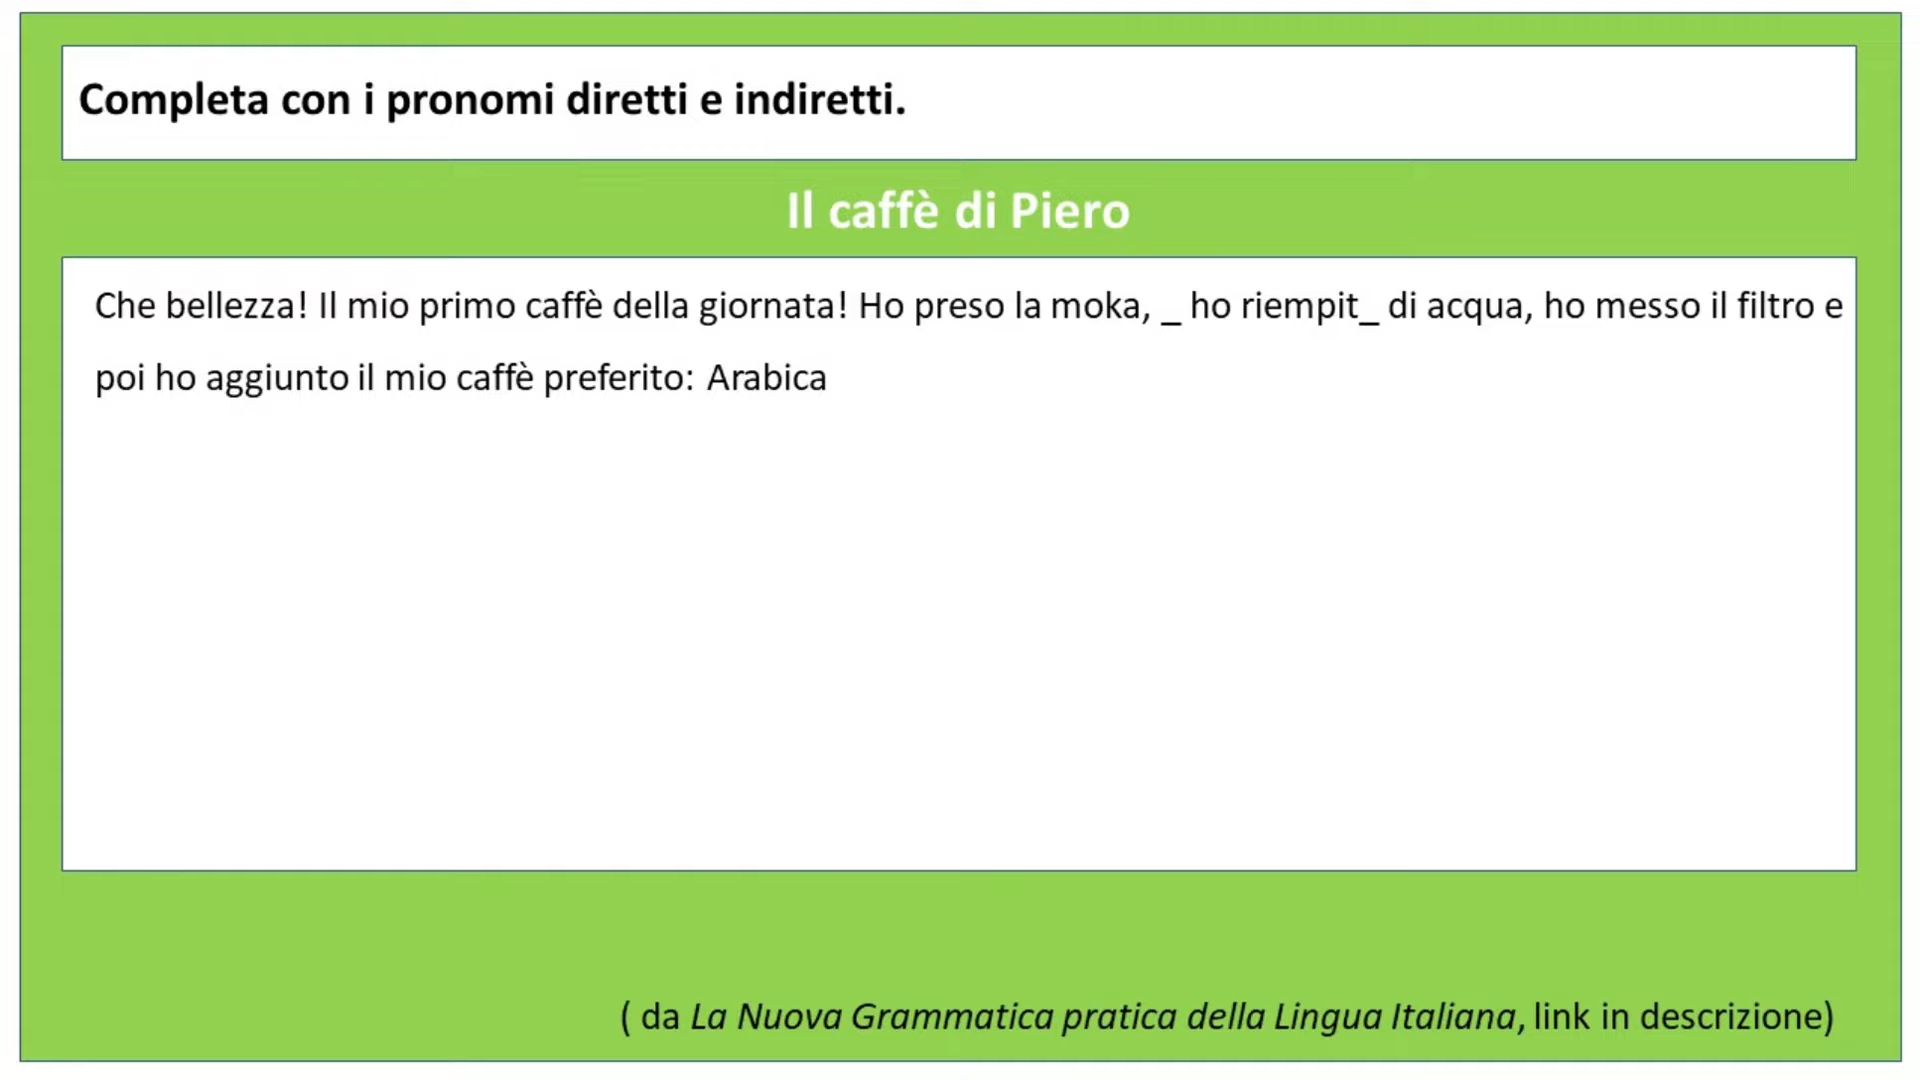 Completa con i pronomi diretti e indiretti.
Il caffè di Piero
Che bellezza! Il mio primo caffè della giornata! Ho preso la moka, _ ho riempit_ di acqua, ho messo il filtro e
poi ho aggiunto il mio caffè preferito: Arabica
( da La Nuova Grammatica pratica della Lingua Italiana, link in descrizione)